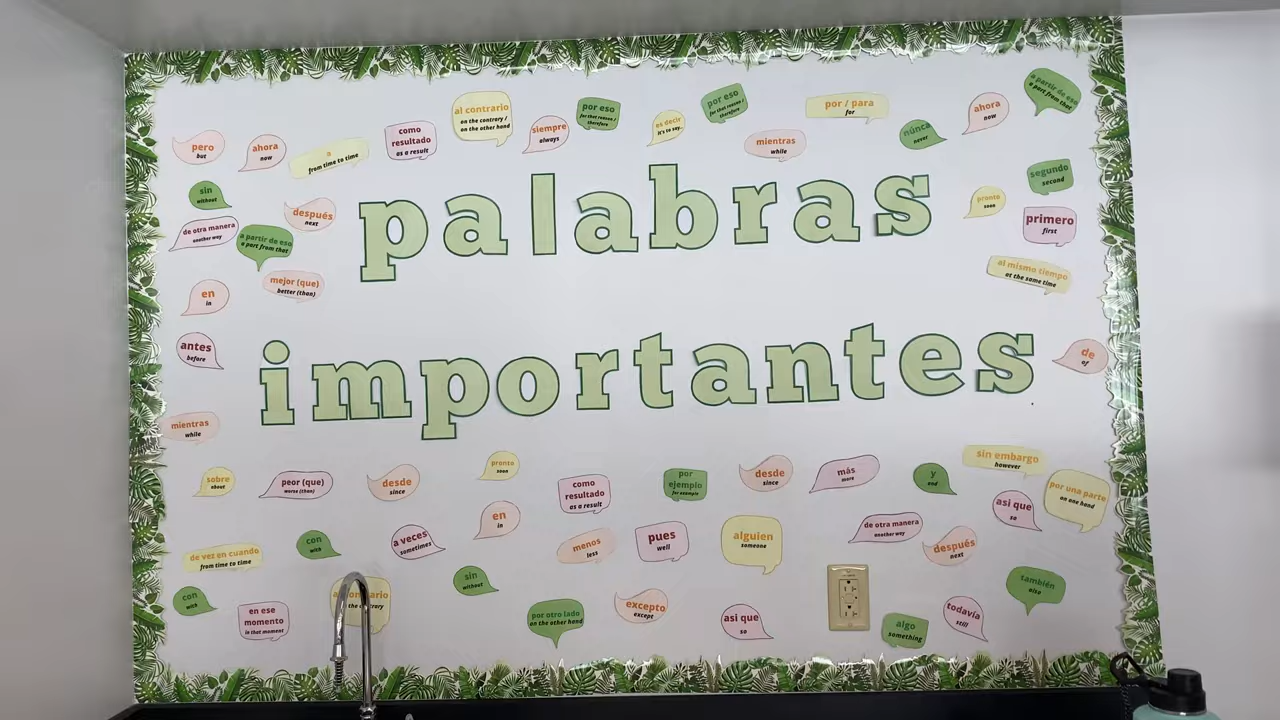 al contrario
on the contrary /
on the other hand
por eso
for that reason /
therefore
por eso
for that reason /
therefore
por / para
for
a partir de eso
a part from that
pero
but
ahora
now
from time to time
como
resultado
as a result
siempre
always
es decir
it's to say...
mientras
while
nunca
never
ahora
now
sin
without
después
next
segundo
second
pronto
soon
primero
first
de otra manera
another way
a partir de eso
a part from that
palabras
mejor (que)
better (than)
al mismo tiempo
at the same time
en
in
antes
before
de
of
importantes
mientras
while
sobre
about
peor (que)
worse (than)
desde
since
pronto
soon
como
resultado
as a result
por
ejemplo
for example
desde
since
más
more
y
and
sin embargo
however
por una parte
on one hand
asi que
so
en
in
de otra manera
another way
después
next
de vez en cuando
from time to time
con
with
a veces
sometimes
menos
less
pues
well
alguien
someone
con
with
en ese
momento
in that moment
sin
without
por otro lado
on the other hand
excepto
except
asi que
so
algo
something
todavía
still
también
also